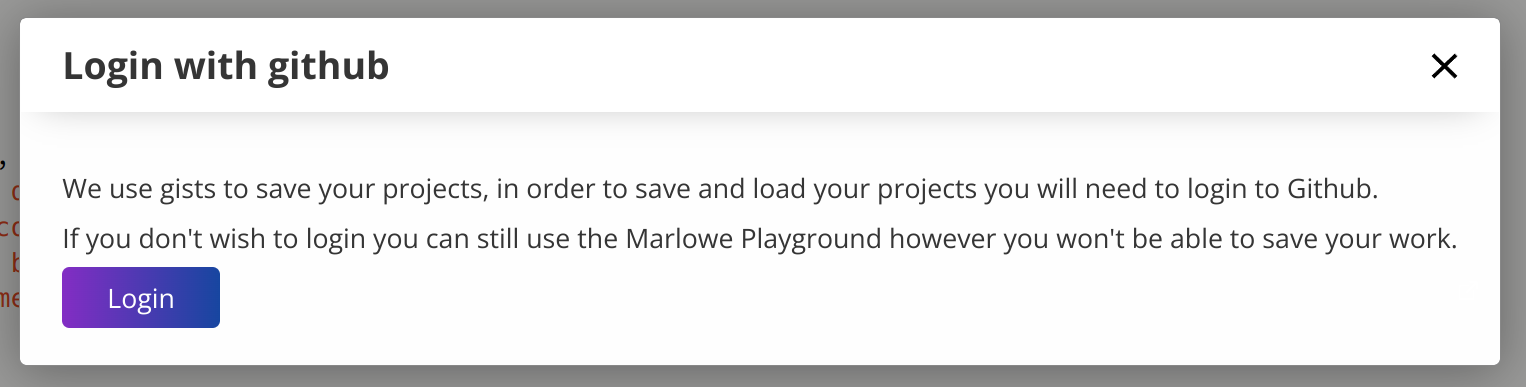 Login with github
We use gists to save your projects, in order to save and load your projects you will need to login to Github.
If you don't wish to login you can still use the Marlowe Playground however you won't be able to save your work.
Login